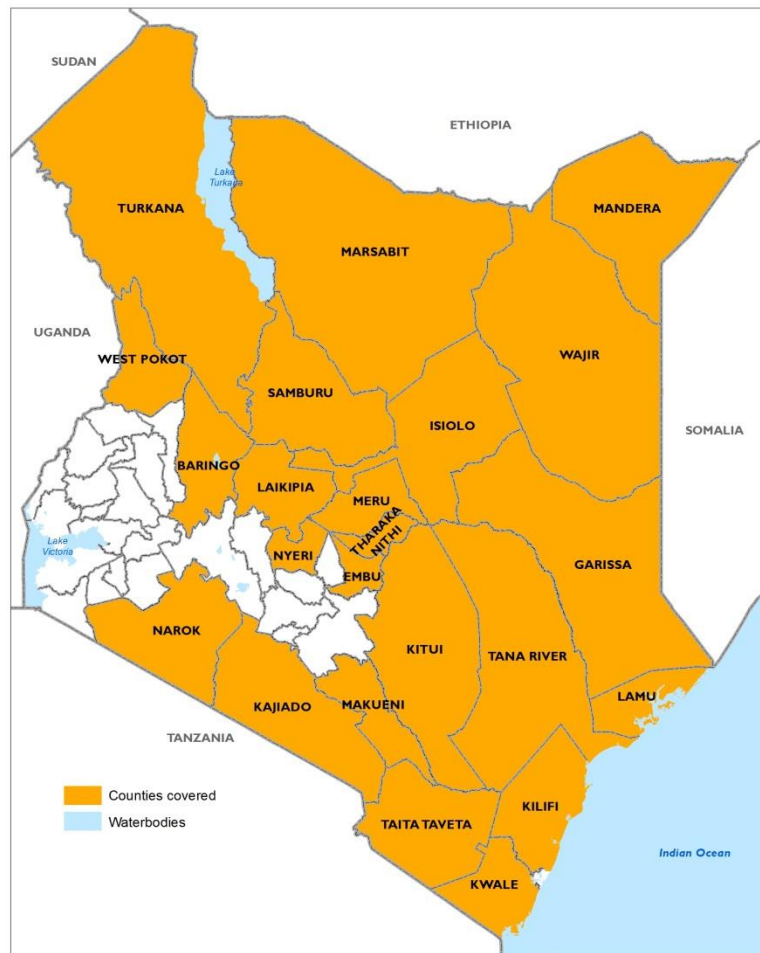 SUDAN
ETHIOPIA
Lake
Turkana
TURKANA
MANDERA
MARSABIT
UGANDA
WEST POKOT
WAJIR
SAMBURU
ISIOLO
SOMALIA
BARINGO
LAIKIPIA
MERU
THARAKA
NITHI
Lake
Victoria
NYERI
EMBU
GARISSA
NAROK
KITUI
TANA RIVER
LAMU
KAJIADO
MAKUENI
TANZANIA
Counties covered
Waterbodies
KILIFI
TAITA TAVETA
Indian Ocean
KWALE